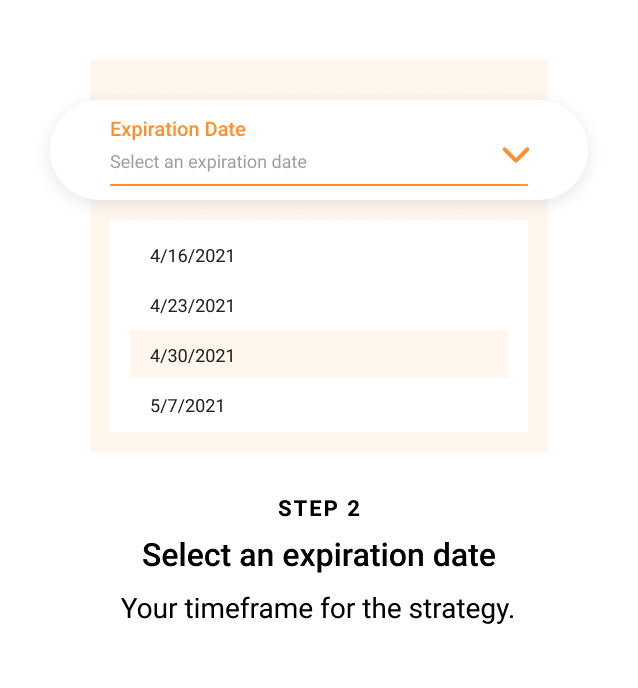 Expiration Date
Select an expiration date
4/16/2021
4/23/2021
4/30/2021
5/7/2021
STEP 2
Select an expiration date
Your timeframe for the strategy.